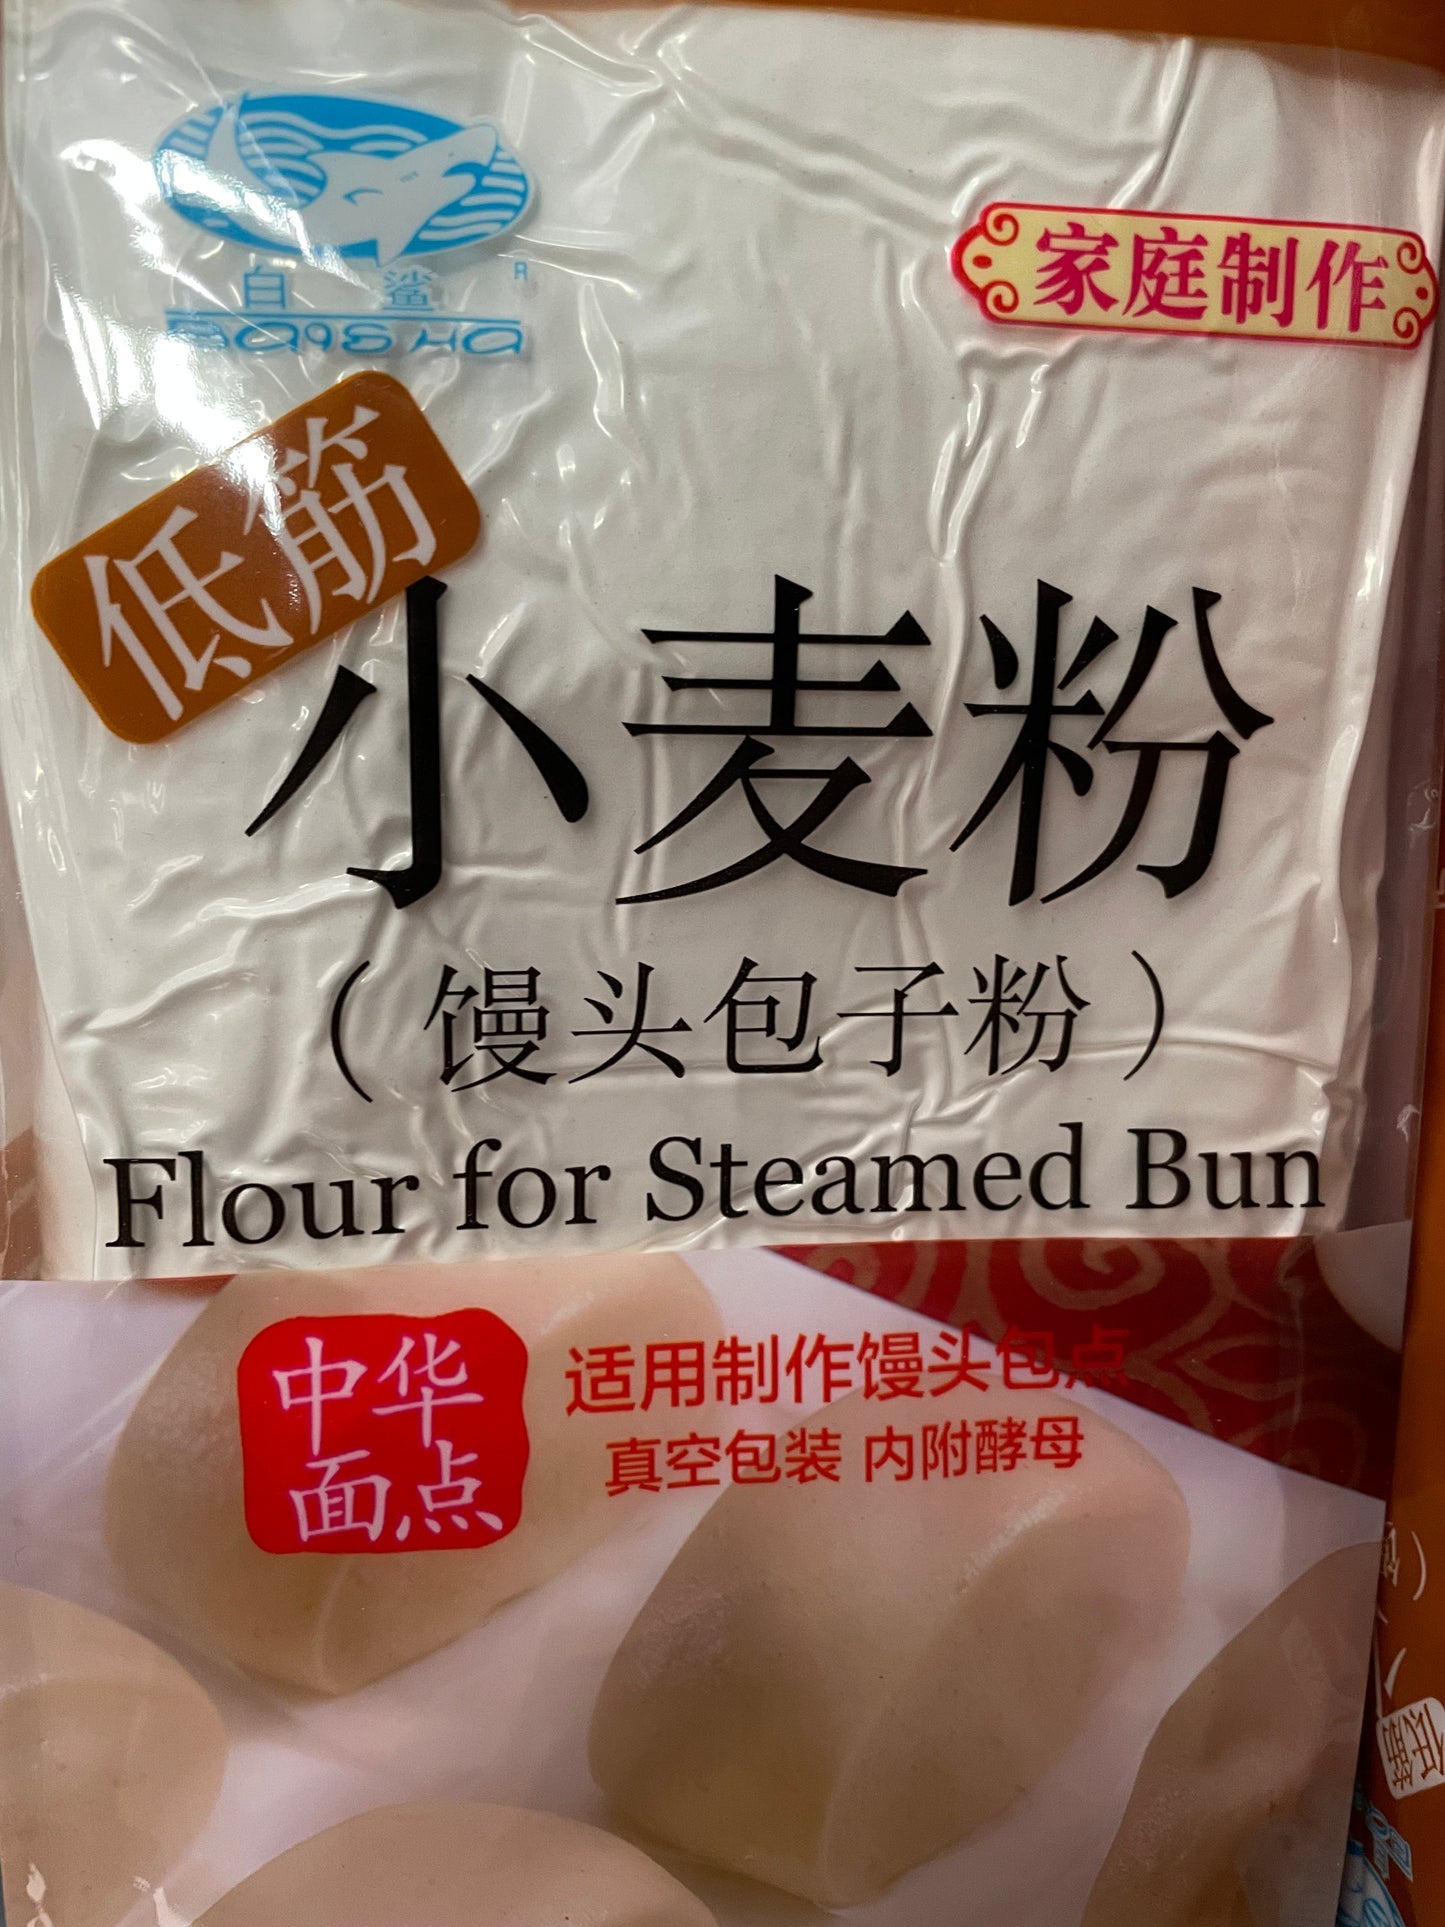 白鲨
BAISHA
家庭制作
低筋
小麦粉
（馒头包子粉）
Flour for Steamed Bun
中华
面点
适用制作馒头包点
真空包装 内附酵母
低筋